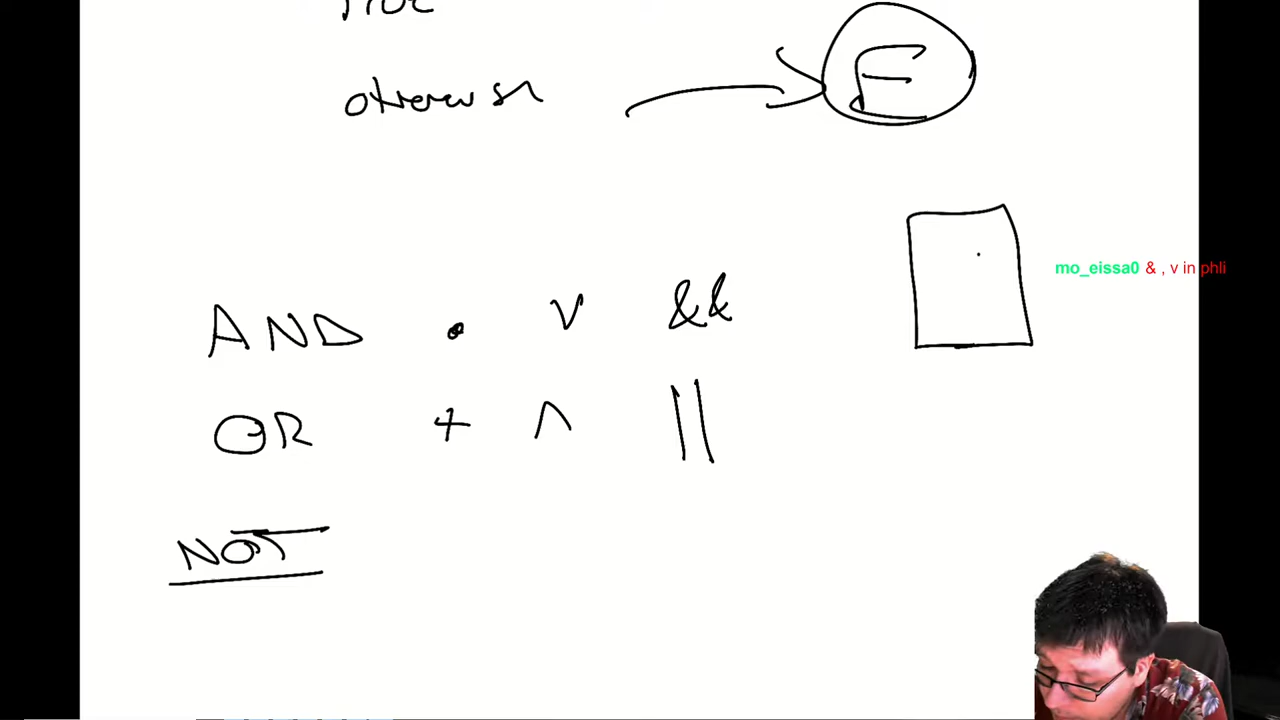 otherwise
F
mo_eissa0 & , v in phli
AND • V &&
OR + ∧ ||
NOT